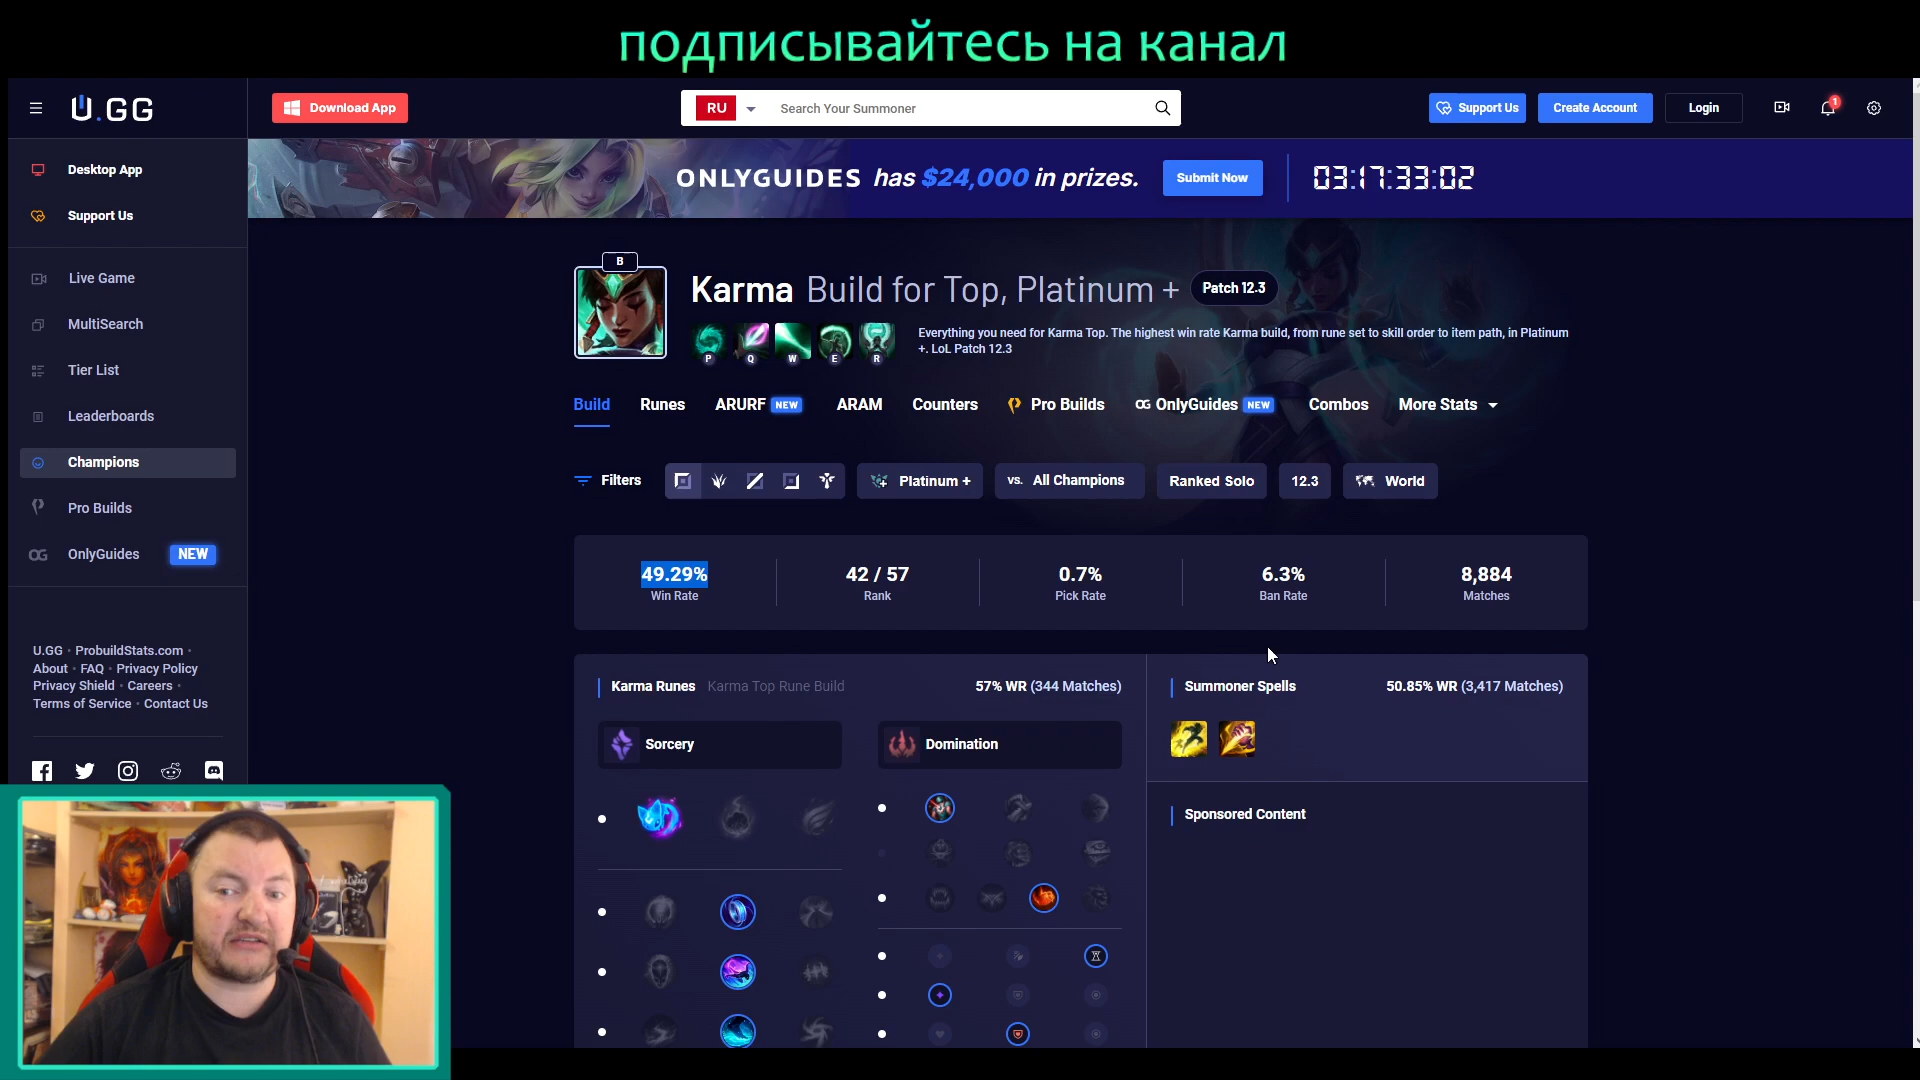 подписывайтесь на канал
U.GG
Download App
RU
Search Your Summoner
Support Us
Create Account
Login
1
Desktop App
Support Us
ONLYGUIDES has $24,000 in prizes.
Submit Now
03:17:33:02
Live Game
MultiSearch
Tier List
Leaderboards
Champions
Pro Builds
OG OnlyGuides NEW
B
Karma Build for Top, Platinum +
Patch 12.3
P Q W E R
Everything you need for Karma Top. The highest win rate Karma build, from rune set to skill order to item path, in Platinum
+. LoL Patch 12.3
Build Runes ARURF NEW ARAM Counters Pro Builds OG OnlyGuides NEW Combos More Stats
Filters Platinum + vs. All Champions Ranked Solo 12.3 World
49.29% 42 / 57 0.7% 6.3% 8,884
Win Rate Rank Pick Rate Ban Rate Matches
U.GG · ProbuildStats.com ·
About · FAQ · Privacy Policy
Privacy Shield · Careers ·
Terms of Service · Contact Us
Karma Runes Karma Top Rune Build 57% WR (344 Matches)
Summoner Spells 50.85% WR (3,417 Matches)
Sorcery
Domination
Sponsored Content